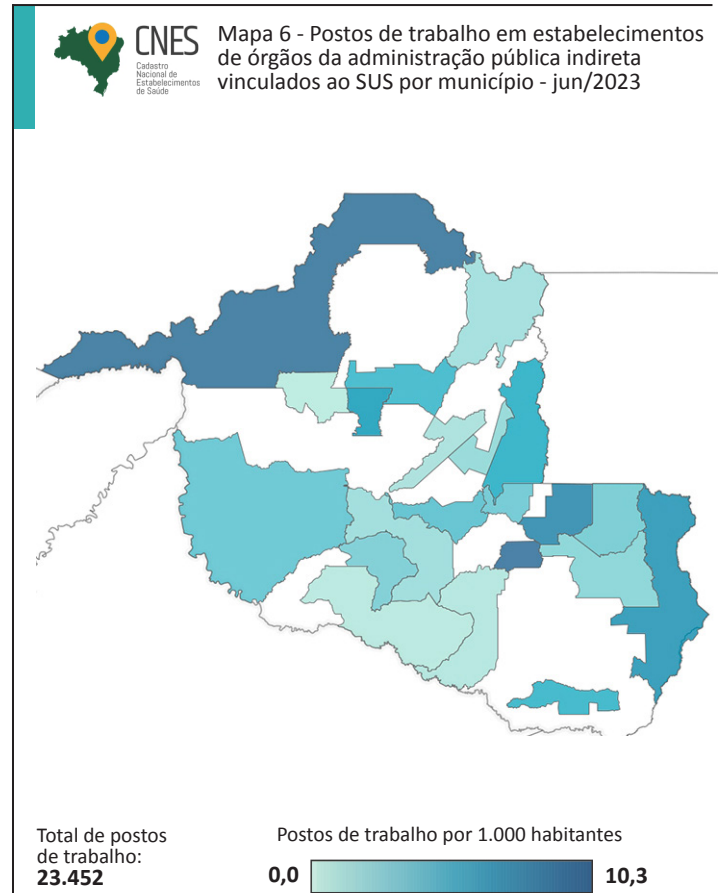 CNES
Cadastro
Nacional de
Estabelecimentos
de Saúde
Mapa 6 - Postos de trabalho em estabelecimentos
de órgãos da administração pública indireta
vinculados ao SUS por município - jun/2023
Total de postos
de trabalho:
23.452
Postos de trabalho por 1.000 habitantes
0,0
10,3